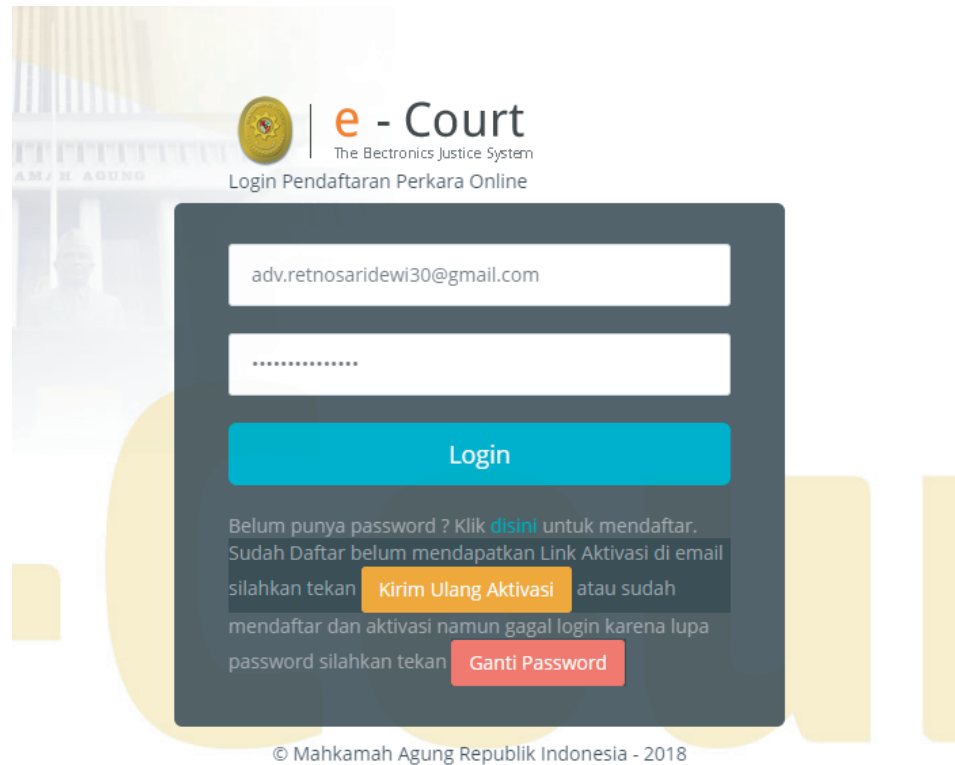 e - Court
The Electronics Justice System
AMAH AGUNG
Login Pendaftaran Perkara Online
adv.retnosaridewi30@gmail.com
Login
Belum punya password ? Klik disini untuk mendaftar.
Sudah Daftar belum mendapatkan Link Aktivasi di email
silahkan tekan Kirim Ulang Aktivasi atau sudah
mendaftar dan aktivasi namun gagal login karena lupa
password silahkan tekan Ganti Password
© Mahkamah Agung Republik Indonesia - 2018